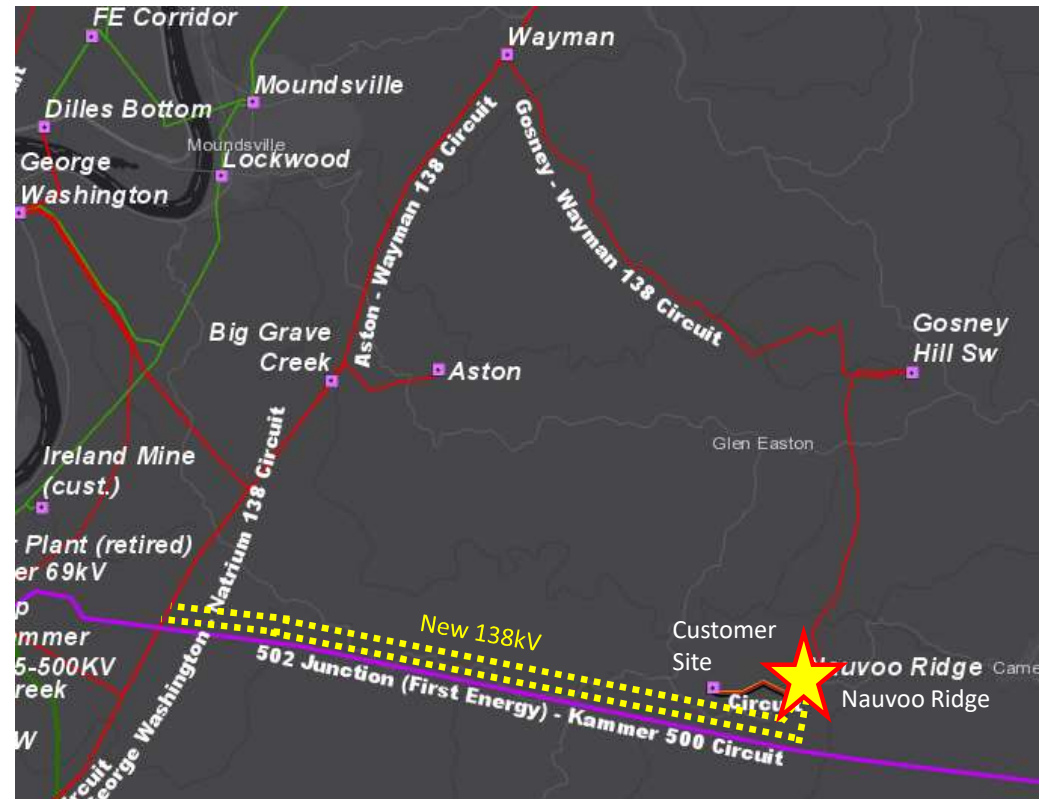 FE Corridor
Wayman
Moundsville
Dilles Bottom
Moundsville
Lockwood
George
Washington
Aston - Wayman 138 Circuit
Gosney - Wayman 138 Circuit
Big Grave
Creek
Aston
Gosney
Hill Sw
Glen Easton
Ireland Mine
(cust.)
Plant (retired)
er 69kV
p
ammer
5-500KV
reek
W
George Washington - Natrium 138 Circuit
New 138kV
502 Junction (First Energy) - Kammer 500 Circuit
Customer
Site
Nauvoo Ridge
Came
Nauvoo Ridge
Circuit
rcuit